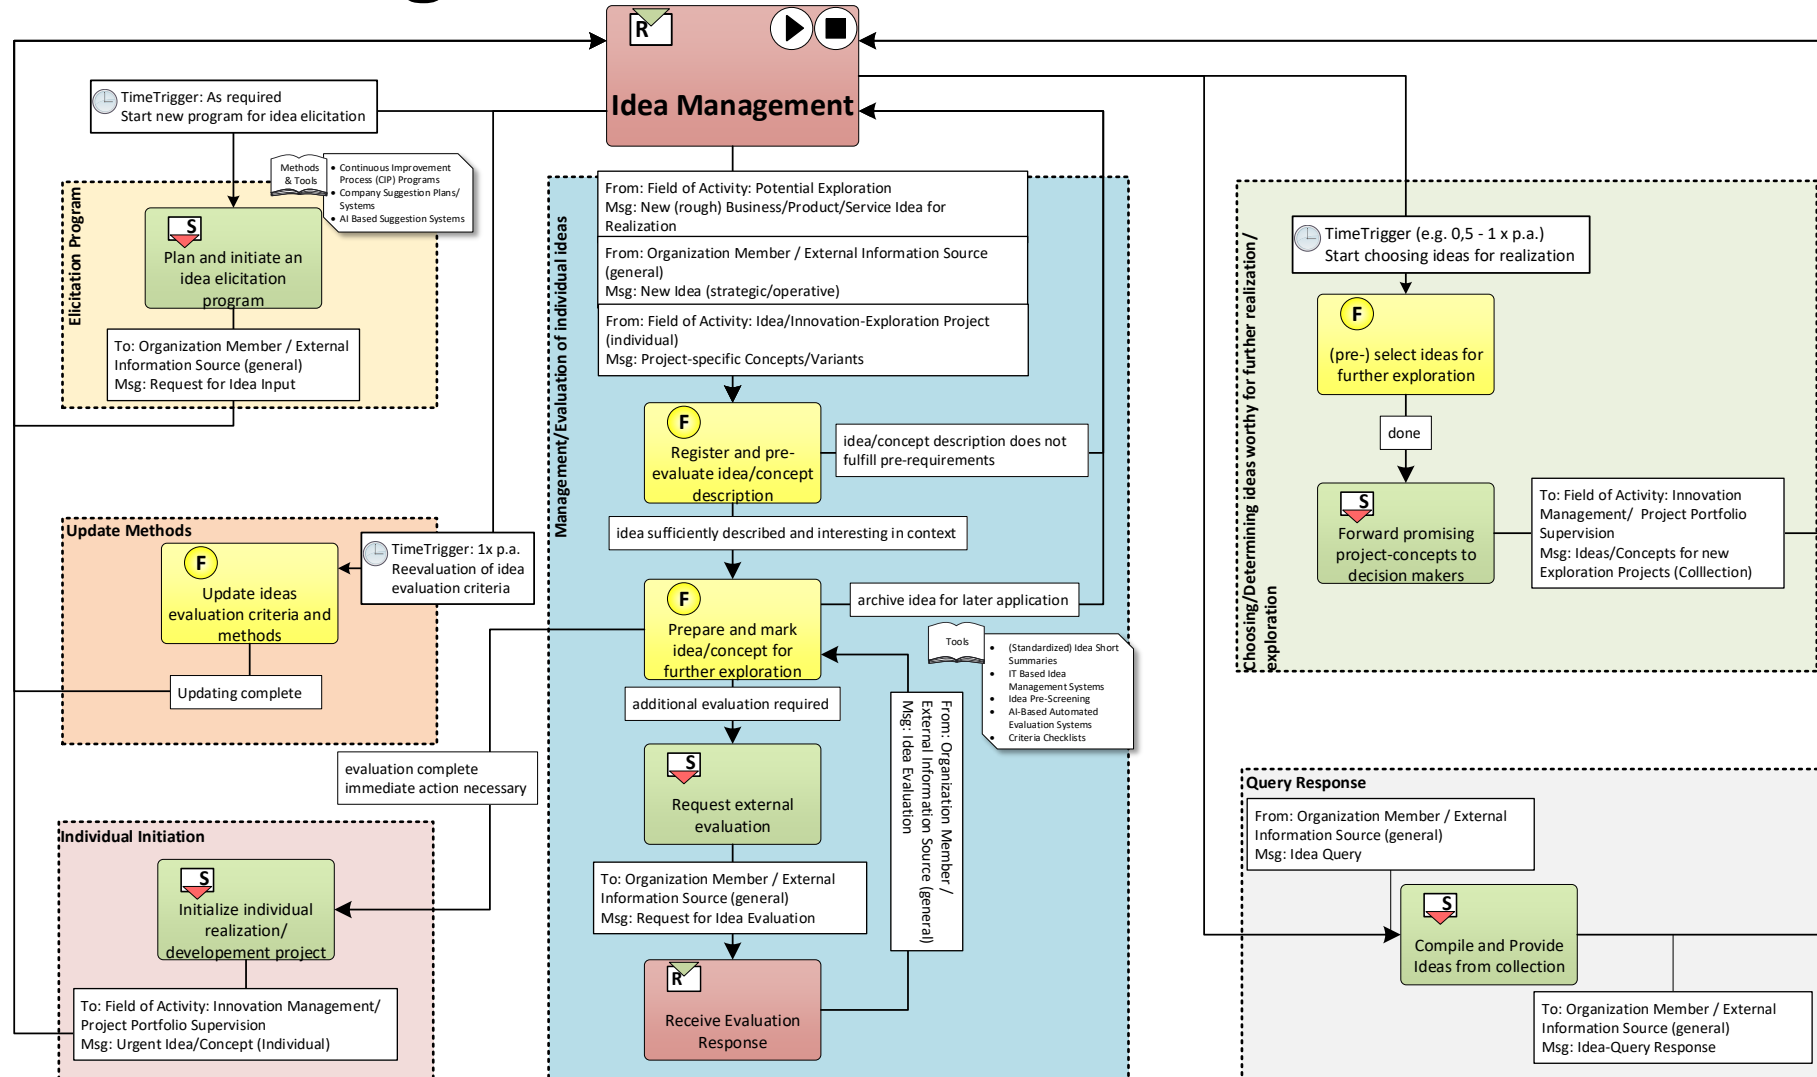 R
Idea Management
TimeTrigger: As required
Start new program for idea elicitation
Methods
& Tools
• Continuous Improvement
Process (CIP) Programs
• Company Suggestion Plans/
Systems
• AI Based Suggestion Systems
Elicitation Program
S
Plan and initiate an
idea elicitation
program
To: Organization Member / External
Information Source (general)
Msg: Request for Idea Input
Update Methods
F
Update ideas
evaluation criteria and
methods
TimeTrigger: 1x p.a.
Reevaluation of idea
evaluation criteria
Updating complete
evaluation complete
immediate action necessary
Individual Initiation
S
Initialize individual
realization/
developement project
To: Field of Activity: Innovation Management/
Project Portfolio Supervision
Msg: Urgent Idea/Concept (Individual)
Management/Evaluation of individual ideas
From: Field of Activity: Potential Exploration
Msg: New (rough) Business/Product/Service Idea for
Realization
From: Organization Member / External Information Source
(general)
Msg: New Idea (strategic/operative)
From: Field of Activity: Idea/Innovation-Exploration Project
(individual)
Msg: Project-specific Concepts/Variants
F
Register and pre-
evaluate idea/concept
description
idea/concept description does not
fulfill pre-requirements
idea sufficiently described and interesting in context
F
Prepare and mark
idea/concept for
further exploration
archive idea for later application
Tools
• (Standardized) Idea Short
Summaries
• IT Based Idea
Management Systems
• Idea Pre-Screening
• AI-Based Automated
Evaluation Systems
• Criteria Checklists
additional evaluation required
S
Request external
evaluation
To: Organization Member / External
Information Source (general)
Msg: Request for Idea Evaluation
R
Receive Evaluation
Response
From: Organization Member /
External Information Source (general)
Msg: Idea Evaluation
Choosing/Determining ideas worthy for further realization/
exploration
TimeTrigger (e.g. 0,5 - 1 x p.a.)
Start choosing ideas for realization
F
(pre-) select ideas for
further exploration
done
S
Forward promising
project-concepts to
decision makers
To: Field of Activity: Innovation
Management/ Project Portfolio
Supervision
Msg: Ideas/Concepts for new
Exploration Projects (Colllection)
Query Response
From: Organization Member / External
Information Source (general)
Msg: Idea Query
S
Compile and Provide
Ideas from collection
To: Organization Member / External
Information Source (general)
Msg: Idea-Query Response